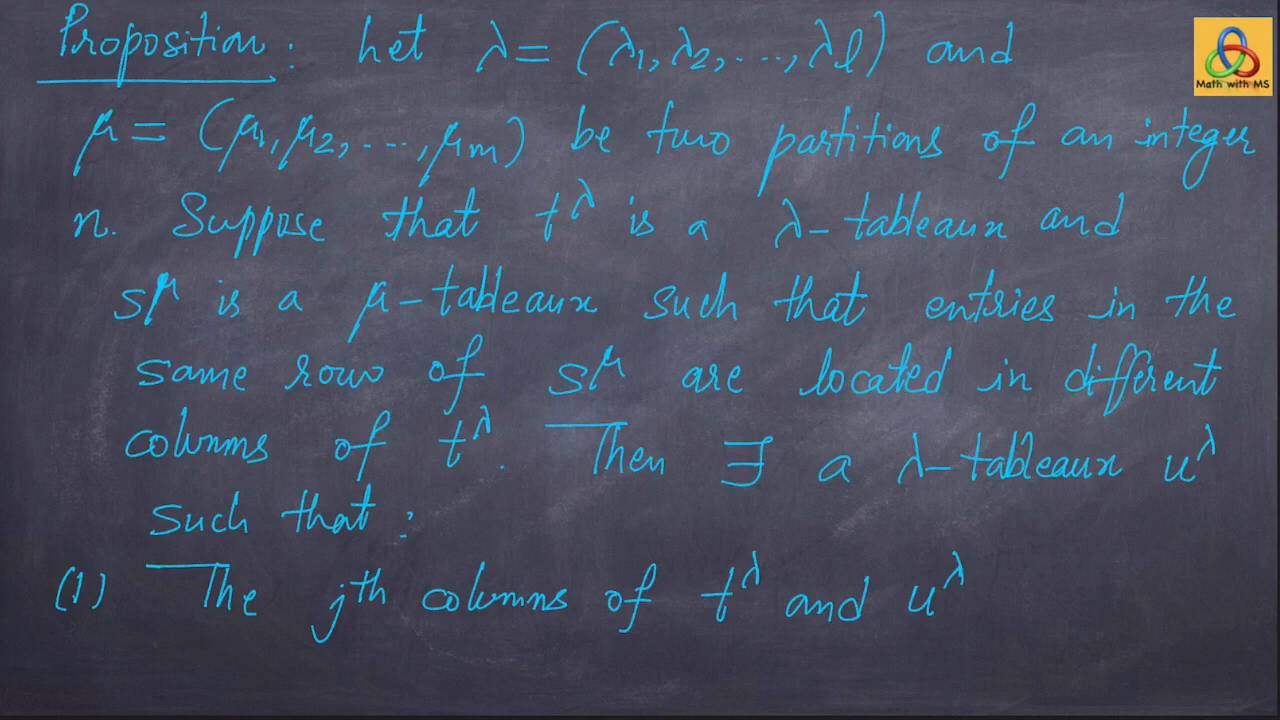 Proposition: Let λ = (λ1, λ2, ..., λl) and
Math with MS
μ = (μ1, μ2, ..., μm) be two partitions of an integer
n. Suppose that t^λ is a λ-tableaux and
s^μ is a μ-tableaux such that entries in the
same row of s^μ are located in different
columns of t^λ. Then ∃ a λ-tableaux u^λ
such that:
(1) The jth columns of t^λ and u^λ